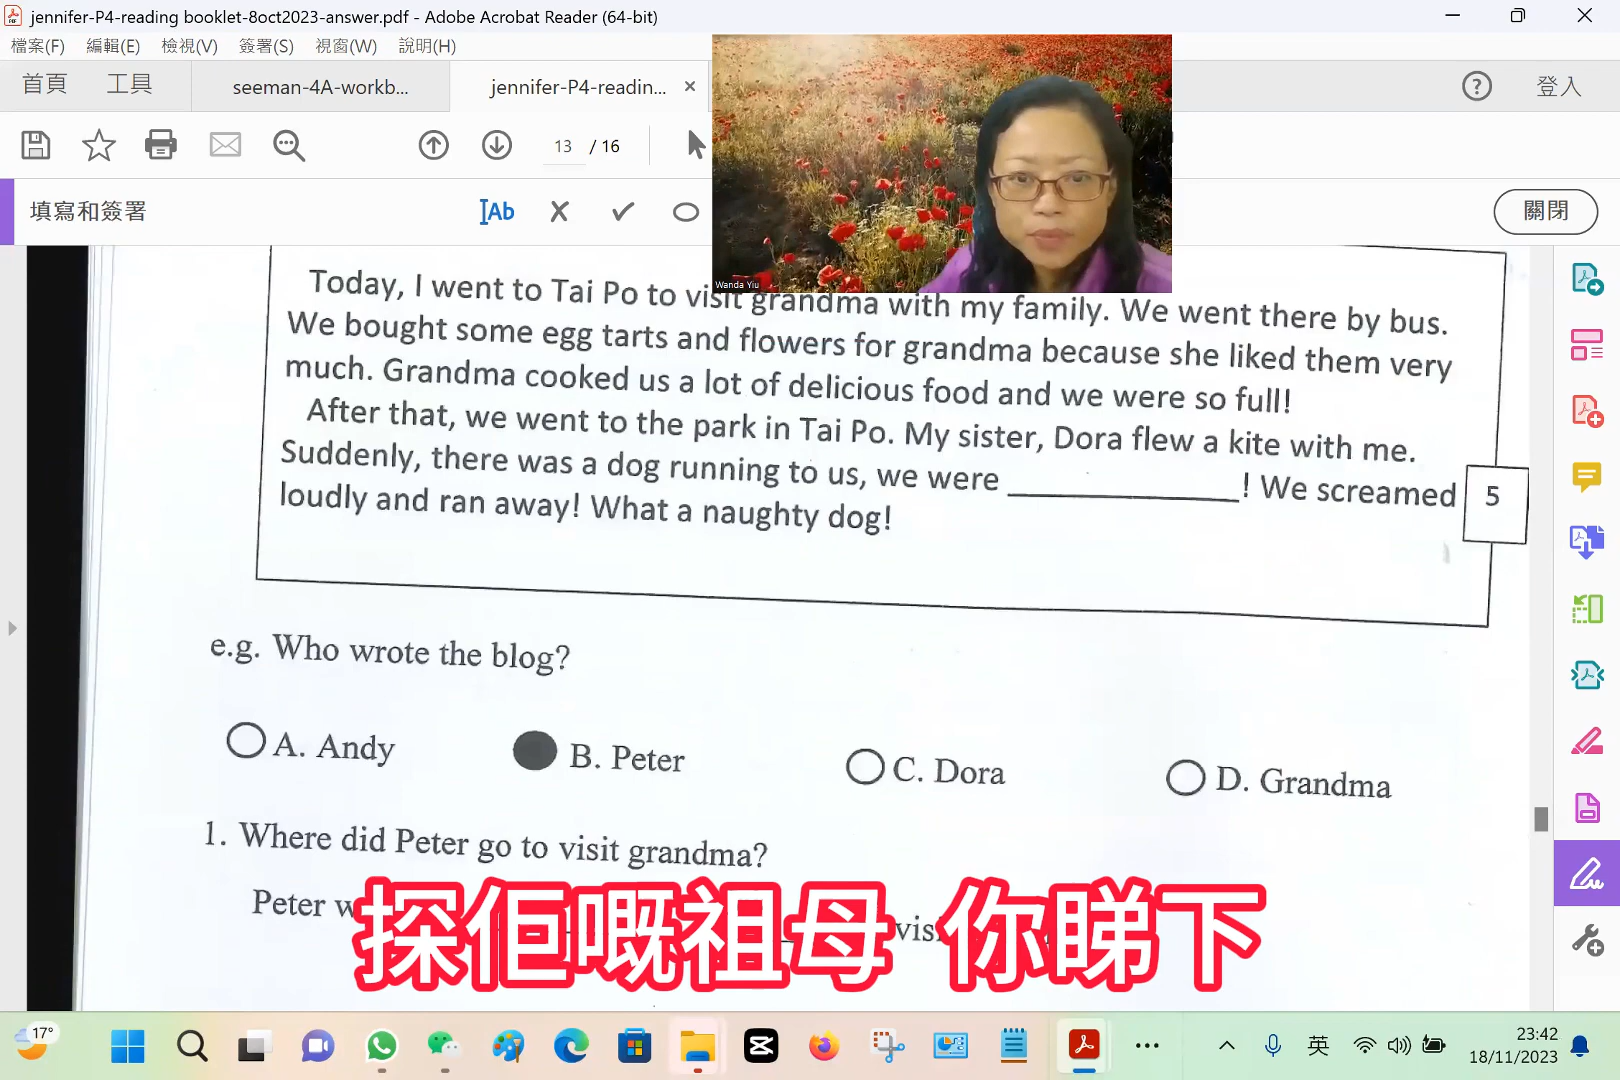 jennifer-P4-reading booklet-8oct2023-answer.pdf - Adobe Acrobat Reader (64-bit)
檔案(F) 編輯(E) 檢視(V) 簽署(S) 視窗(W) 說明(H)
首頁 工具 seeman-4A-workb... jennifer-P4-readin... × 登入
13 / 16
填寫和簽署 Ab 關閉
Wanda Yiu
Today, I went to Tai Po to visit grandma with my family. We went there by bus.
We bought some egg tarts and flowers for grandma because she liked them very
much. Grandma cooked us a lot of delicious food and we were so full!
After that, we went to the park in Tai Po. My sister, Dora flew a kite with me.
Suddenly, there was a dog running to us, we were ____________! We screamed
loudly and ran away! What a naughty dog!
5
e.g. Who wrote the blog?
A. Andy B. Peter C. Dora D. Grandma
1. Where did Peter go to visit grandma?
Peter
探佢嘅祖母 你睇下
17°
英
23:42
18/11/2023